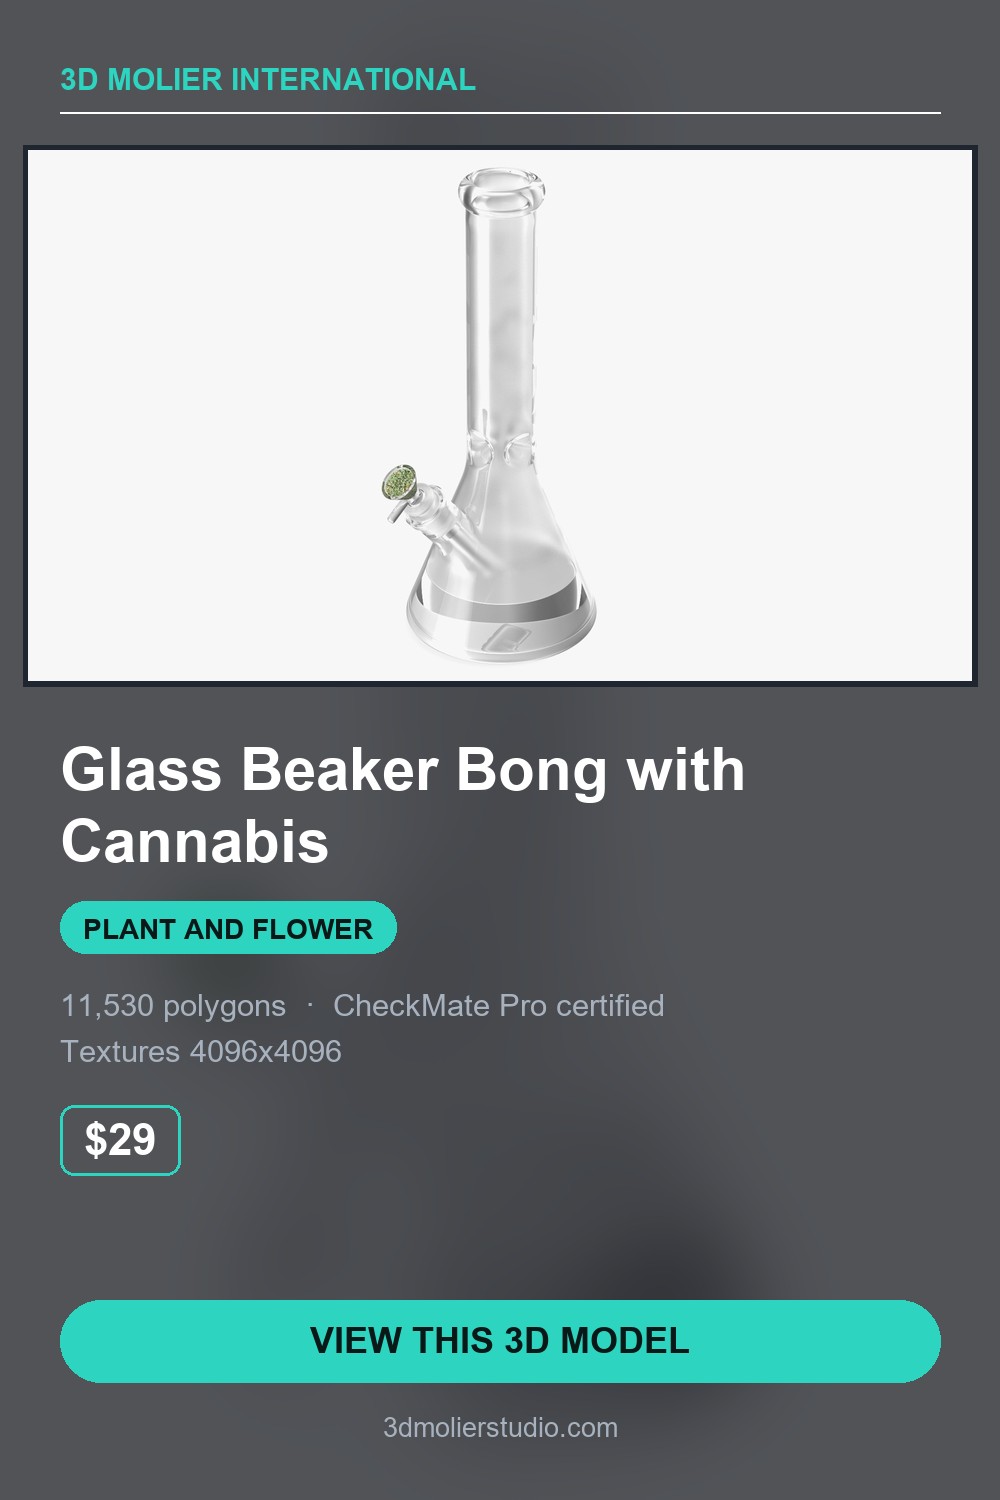 3D MOLIER INTERNATIONAL
Glass Beaker Bong with
Cannabis
PLANT AND FLOWER
11,530 polygons · CheckMate Pro certified
Textures 4096x4096
$29
VIEW THIS 3D MODEL
3dmolierstudio.com